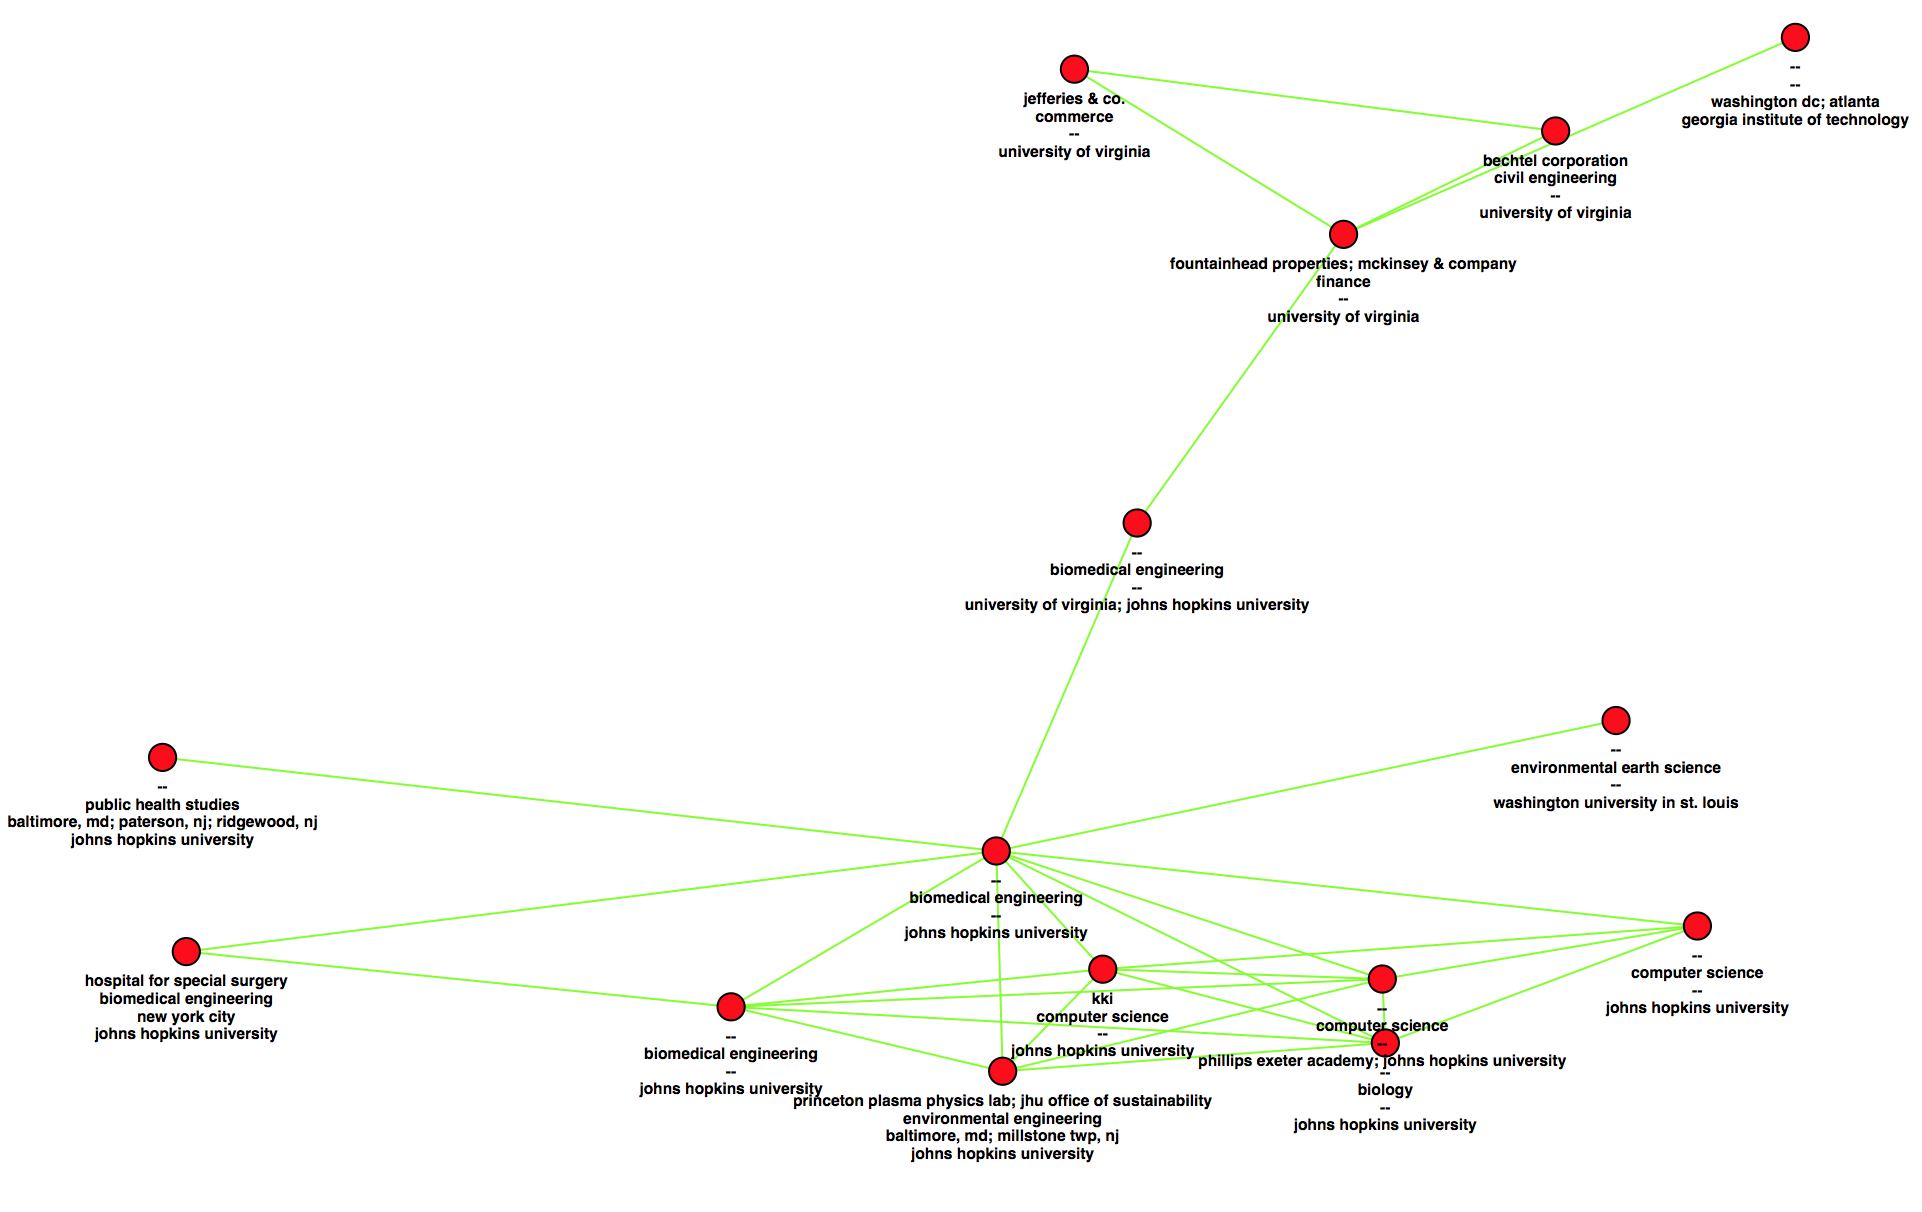 --
--
washington dc; atlanta
georgia institute of technology
jefferies & co.
commerce
--
university of virginia
bechtel corporation
civil engineering
--
university of virginia
fountainhead properties; mckinsey & company
finance
--
university of virginia
--
biomedical engineering
--
university of virginia; johns hopkins university
--
environmental earth science
--
washington university in st. louis
--
public health studies
baltimore, md; paterson, nj; ridgewood, nj
johns hopkins university
--
biomedical engineering
--
johns hopkins university
--
computer science
--
johns hopkins university
hospital for special surgery
biomedical engineering
new york city
johns hopkins university
kki
computer science
--
johns hopkins university
--
computer science
--
phillips exeter academy; johns hopkins university
--
biomedical engineering
--
johns hopkins university
--
biology
--
johns hopkins university
princeton plasma physics lab; jhu office of sustainability
environmental engineering
baltimore, md; millstone twp, nj
johns hopkins university